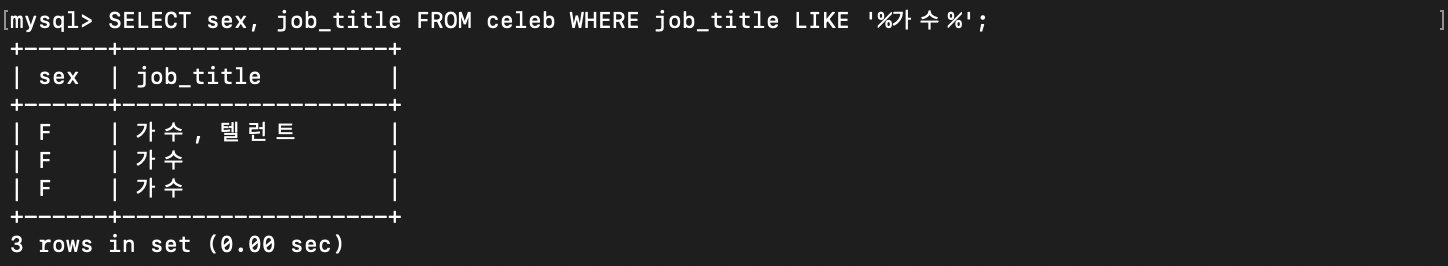 [mysql> SELECT sex, job_title FROM celeb WHERE job_title LIKE '%가수%'; ]
+------+-------------------+
| sex  | job_title         |
+------+-------------------+
| F    | 가수, 텔런트      |
| F    | 가수              |
| F    | 가수              |
+------+-------------------+
3 rows in set (0.00 sec)